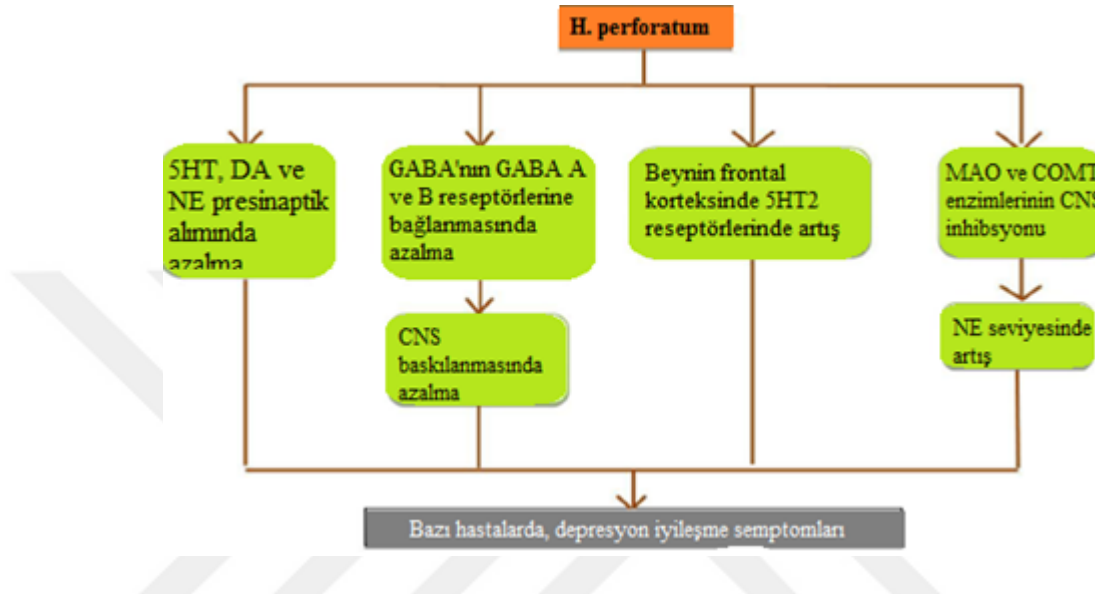 H. perforatum
5HT, DA ve
NE presinaptik
alımında
azalma
GABA'nın GABA A
ve B reseptörlerine
bağlanmasında
azalma
CNS
baskılanmasında
azalma
Beynin frontal
korteksinde 5HT2
reseptörlerinde artış
MAO ve COMT
enzimlerinin CNS
inhibsyonu
NE seviyesinde
artış
Bazı hastalarda, depresyon iyileşme semptomları